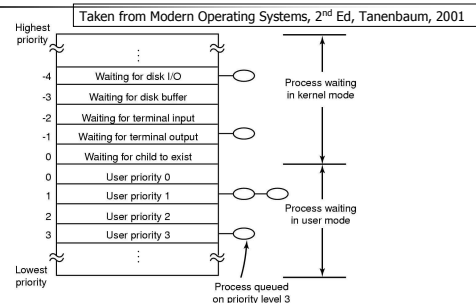 Taken from Modern Operating Systems, 2nd Ed, Tanenbaum, 2001
Highest
priority
-4 Waiting for disk I/O
-3 Waiting for disk buffer
-2 Waiting for terminal input
-1 Waiting for terminal output
0 Waiting for child to exist
0 User priority 0
1 User priority 1
2 User priority 2
3 User priority 3
Lowest
priority
Process waiting
in kernel mode
Process waiting
in user mode
Process queued
on priority level 3